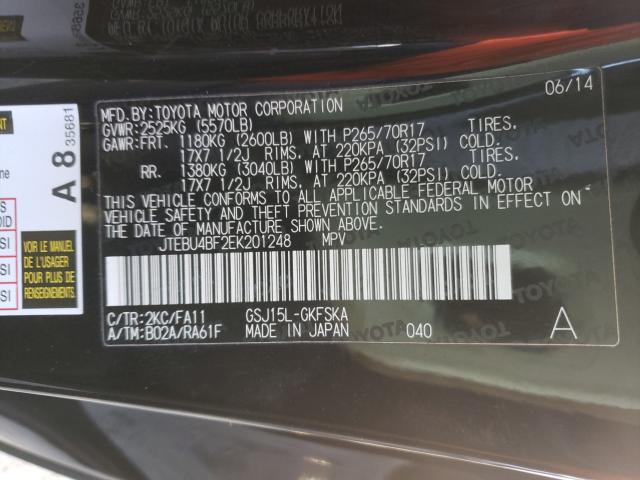 06/14
MFD. BY: TOYOTA MOTOR CORPORATION
GVWR: 2525KG (5570LB)
GAWR: FRT. 1180KG (2600LB) WITH P265/70R17 TIRES.
17X7 1/2J RIMS, AT 220KPA (32PSI) COLD.
RR. 1380KG (3040LB) WITH P265/70R17 TIRES.
17X7 1/2J RIMS, AT 220KPA (32PSI) COLD.
THIS VEHICLE CONFORMS TO ALL APPLICABLE FEDERAL MOTOR
VEHICLE SAFETY AND THEFT PREVENTION STANDARDS IN EFFECT ON
THE DATE OF MANUFACTURE SHOWN ABOVE.
JTEBU4BF2EK201248 MPV
C/TR: 2KC/FA11 GSJ15L-GKFSKA
A/TM: B02A/RA61F MADE IN JAPAN 040 A
A 8 35681
VOIR LE MANUEL
DE L'USAGER
POUR PLUS DE
RENSEIGNEMENTS